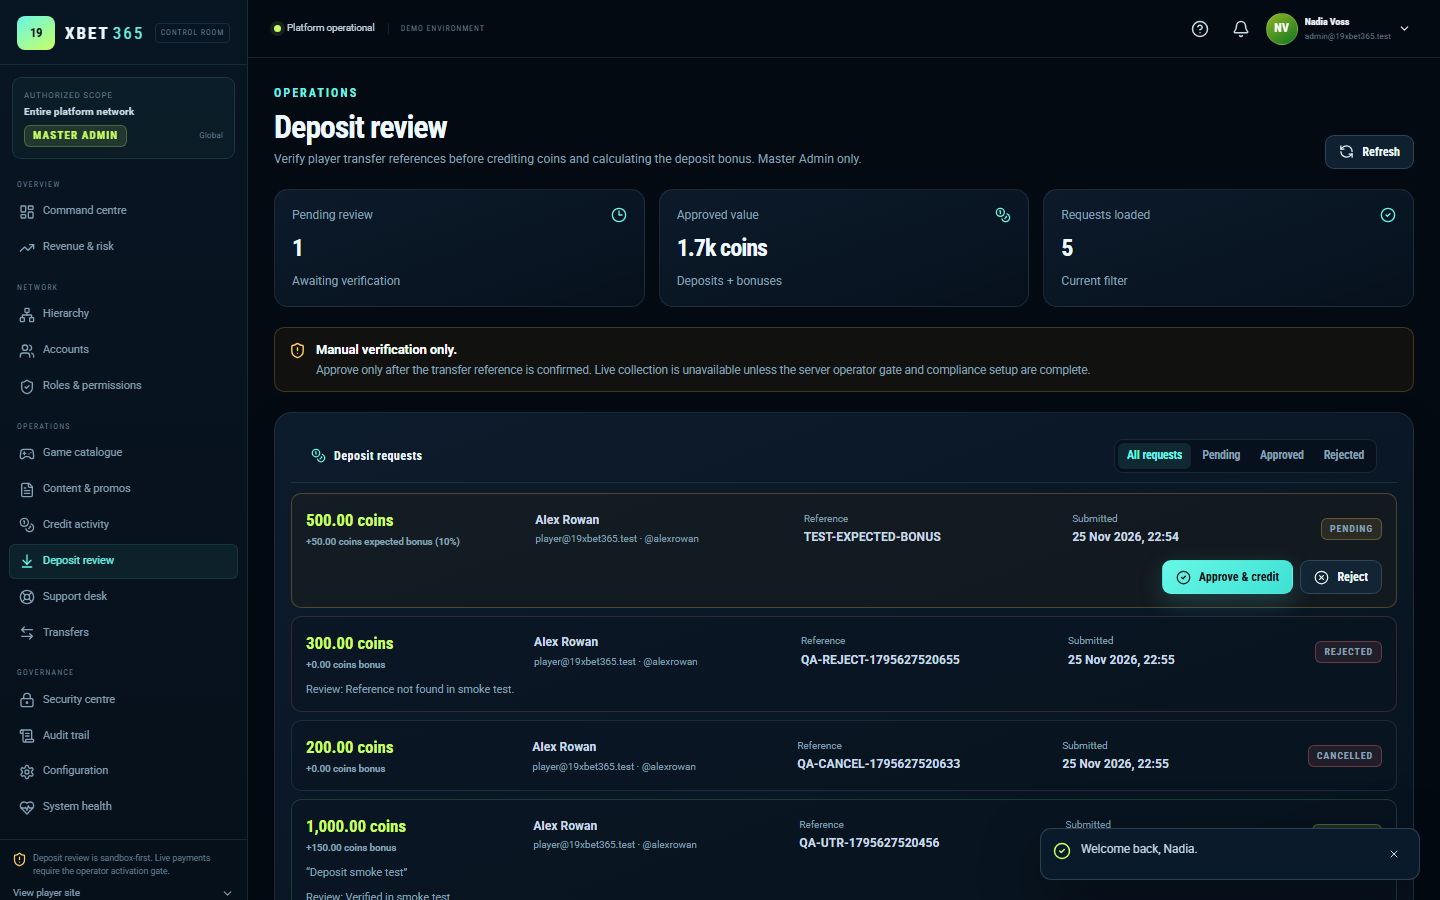 19 XBET 365 CONTROL ROOM
AUTHORIZED SCOPE
Entire platform network
MASTER ADMIN Global
OVERVIEW
Command centre
Revenue & risk
NETWORK
Hierarchy
Accounts
Roles & permissions
OPERATIONS
Game catalogue
Content & promos
Credit activity
Deposit review
Support desk
Transfers
GOVERNANCE
Security centre
Audit trail
Configuration
System health
Deposit review is sandbox-first. Live payments
require the operator activation gate.
View player site
Platform operational DEMO ENVIRONMENT
NV Nadia Voss
admin@19xbet365.test
OPERATIONS
Deposit review
Verify player transfer references before crediting coins and calculating the deposit bonus. Master Admin only.
Refresh
Pending review
1
Awaiting verification
Approved value
1.7k coins
Deposits + bonuses
Requests loaded
5
Current filter
Manual verification only.
Approve only after the transfer reference is confirmed. Live collection is unavailable unless the server operator gate and compliance setup are complete.
Deposit requests
All requests Pending Approved Rejected
500.00 coins
+50.00 coins expected bonus (10%)
Alex Rowan
player@19xbet365.test · @alexrowan
Reference
TEST-EXPECTED-BONUS
Submitted
25 Nov 2026, 22:54
PENDING
Approve & credit Reject
300.00 coins
+0.00 coins bonus
Alex Rowan
player@19xbet365.test · @alexrowan
Reference
QA-REJECT-1795627520655
Submitted
25 Nov 2026, 22:55
REJECTED
Review: Reference not found in smoke test.
200.00 coins
+0.00 coins bonus
Alex Rowan
player@19xbet365.test · @alexrowan
Reference
QA-CANCEL-1795627520633
Submitted
25 Nov 2026, 22:55
CANCELLED
1,000.00 coins
+150.00 coins bonus
Alex Rowan
player@19xbet365.test · @alexrowan
Reference
QA-UTR-1795627520456
Submitted
"Deposit smoke test"
Review: Verified in smoke test
Welcome back, Nadia.